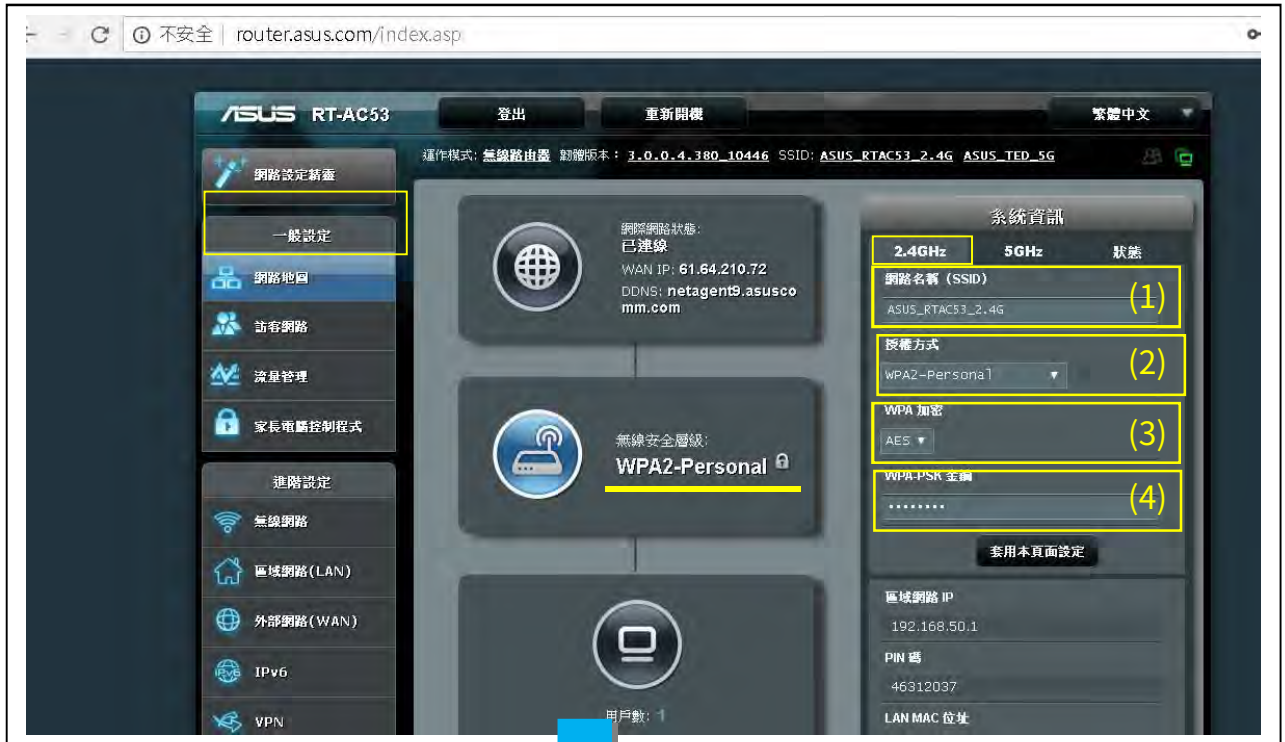 不安全 | router.asus.com/index.asp
ASUS RT-AC53 登出 重新開機 繁體中文
運作模式: 無線路由器 韌體版本: 3.0.0.4.380_10446 SSID: ASUS_RTAC53_2.4G ASUS_TED_5G
網路設定精靈
一般設定
網路地圖
訪客網路
流量管理
家長電腦控制程式
進階設定
無線網路
區域網路(LAN)
外部網路(WAN)
IPv6
VPN
網際網路狀態:
已連線
WAN IP: 61.64.210.72
DDNS: netagent9.asusco
mm.com
無線安全層級:
WPA2-Personal
用戶數: 1
系統資訊
2.4GHz 5GHz 狀態
網路名稱 (SSID)
ASUS_RTAC53_2.4G
(1)
授權方式
WPA2-Personal
(2)
WPA 加密
AES
(3)
WPA-PSK 金鑰
••••••••
(4)
套用本頁面設定
區域網路 IP
192.168.50.1
PIN 碼
46312037
LAN MAC 位址